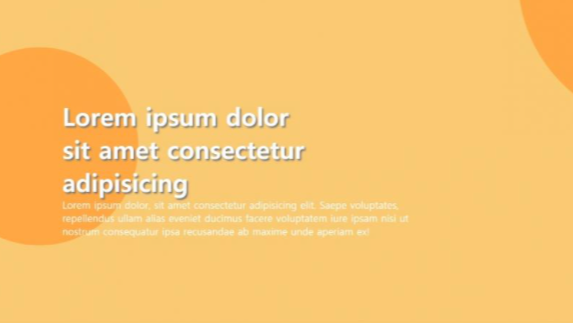 Lorem ipsum dolor
sit amet consectetur
adipisicing
Lorem ipsum dolor, sit amet consectetur adipisicing elit. Saepe voluptates,
repellendus ullam alias eveniet ducimus facere voluptatem iure ipsam nisi ut
nostrum consequatur ipsa recusandae ab maxime unde aperiam ex!